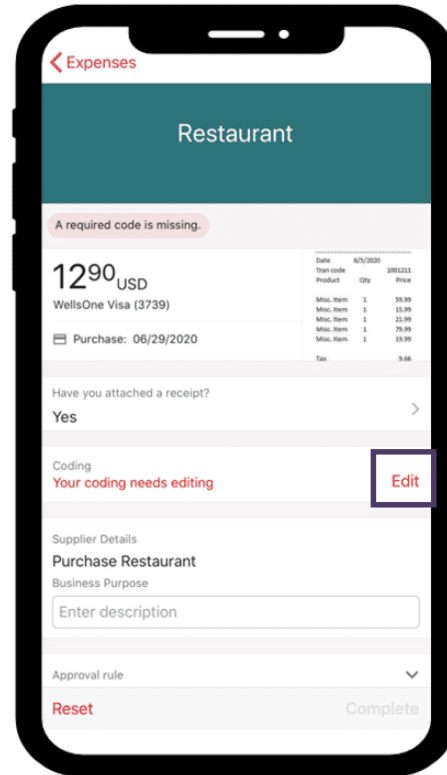 Expenses
Restaurant
A required code is missing.
12⁹⁰ USD
WellsOne Visa (3739)
Purchase: 06/29/2020
Date 6/5/2020
Tran code 1001211
Product Qty Price
Misc. Item 1 59.99
Misc. Item 1 15.99
Misc. Item 1 21.99
Misc. Item 1 79.99
Misc. Item 1 19.99
Tax 9.66
Have you attached a receipt?
Yes
Coding
Your coding needs editing
Edit
Supplier Details
Purchase Restaurant
Business Purpose
Enter description
Approval rule
Reset Complete